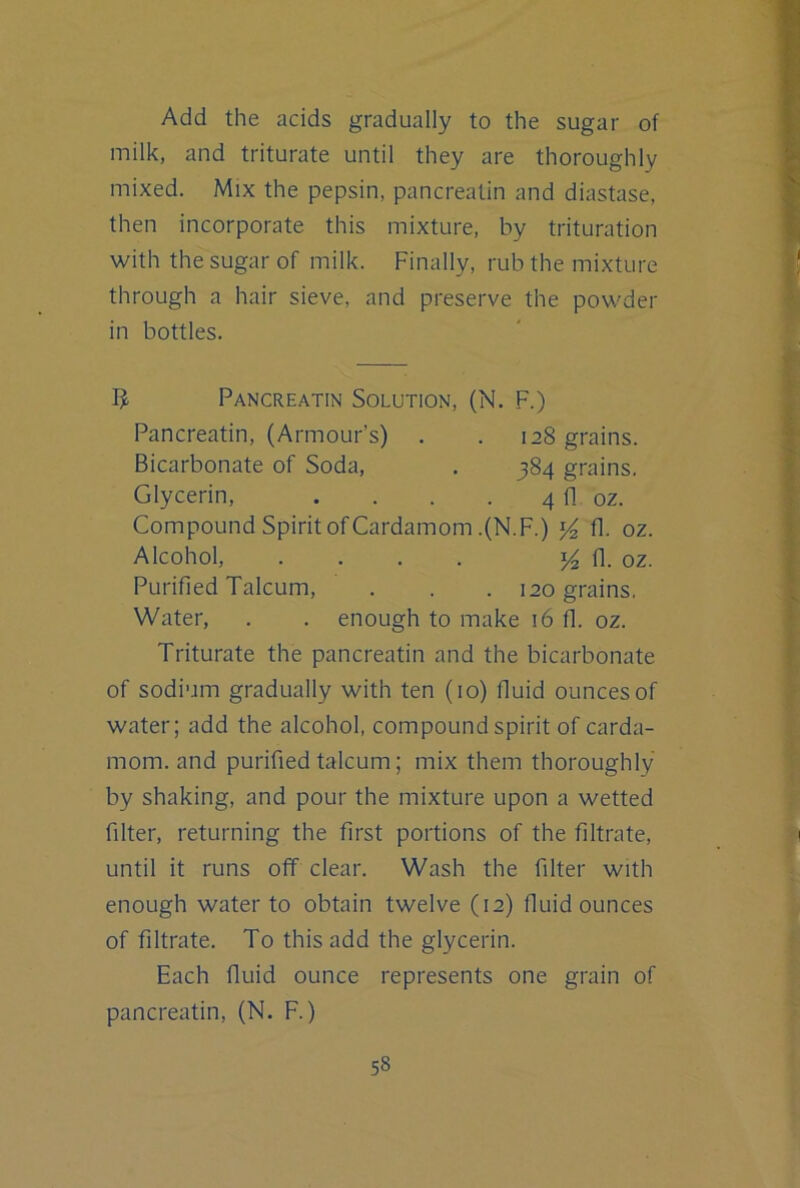 Add the acids gradually to the sugar of
milk, and triturate until they are thoroughly
mixed. Mix the pepsin, pancreatin and diastase,
then incorporate this mixture, by trituration
with the sugar of milk. Finally, rub the mixture
through a hair sieve, and preserve the powder
in bottles.
℞ Pancreatin Solution, (N. F.)
Pancreatin, (Armour's) . . 128 grains.
Bicarbonate of Soda, . 384 grains.
Glycerin, . . . . 4 fl oz.
Compound Spirit of Cardamom.(N.F.) ½ fl. oz.
Alcohol, . . . . ½ fl. oz.
Purified Talcum, . . . 120 grains.
Water, . . enough to make 16 fl. oz.
Triturate the pancreatin and the bicarbonate
of sodium gradually with ten (10) fluid ounces of
water; add the alcohol, compound spirit of carda-
mom. and purified talcum; mix them thoroughly
by shaking, and pour the mixture upon a wetted
filter, returning the first portions of the filtrate,
until it runs off clear. Wash the filter with
enough water to obtain twelve (12) fluid ounces
of filtrate. To this add the glycerin.
Each fluid ounce represents one grain of
pancreatin, (N. F.)
58